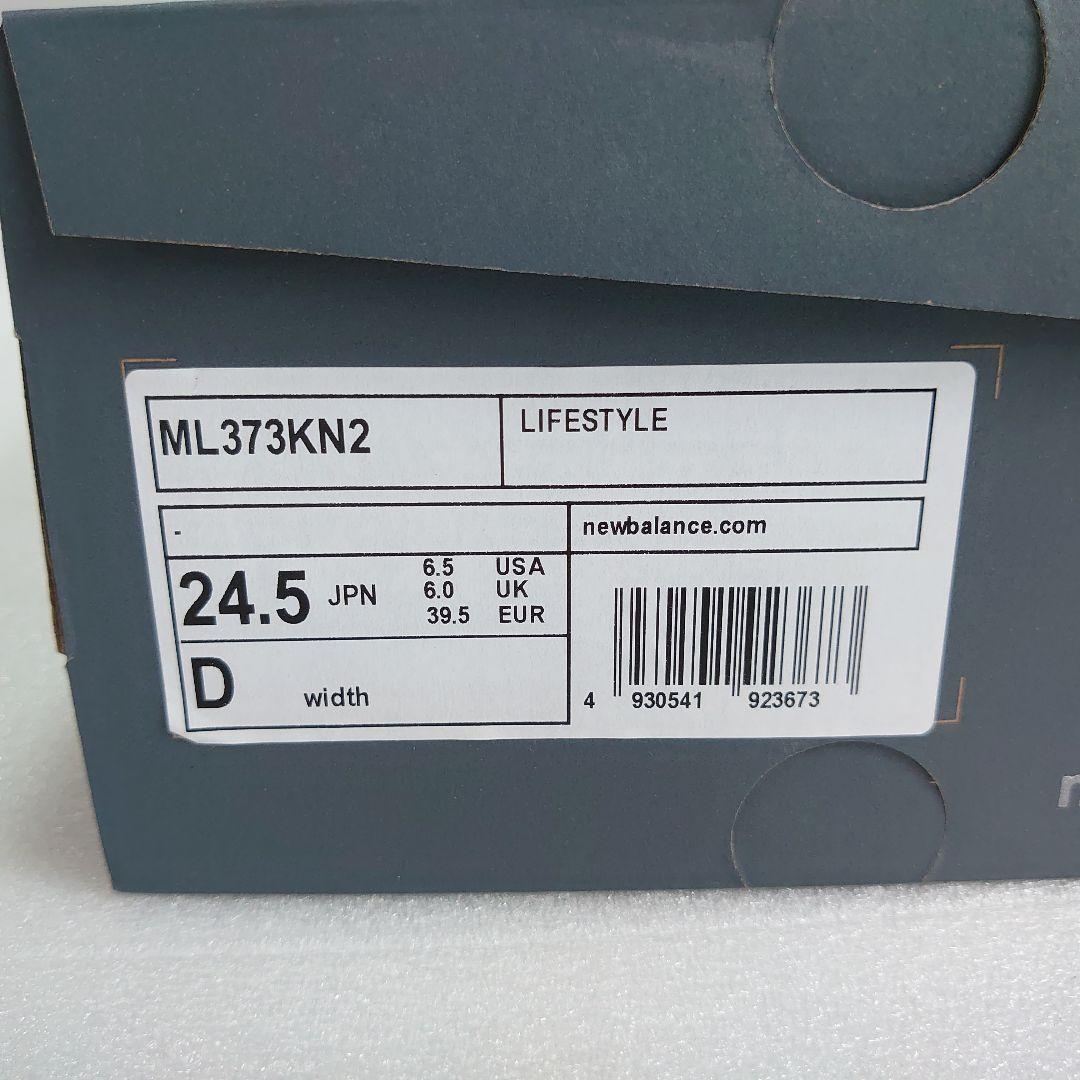 ML373KN2
LIFESTYLE
-
newbalance.com
24.5 JPN
6.5 USA
6.0 UK
39.5 EUR
D width
4 930541 923673